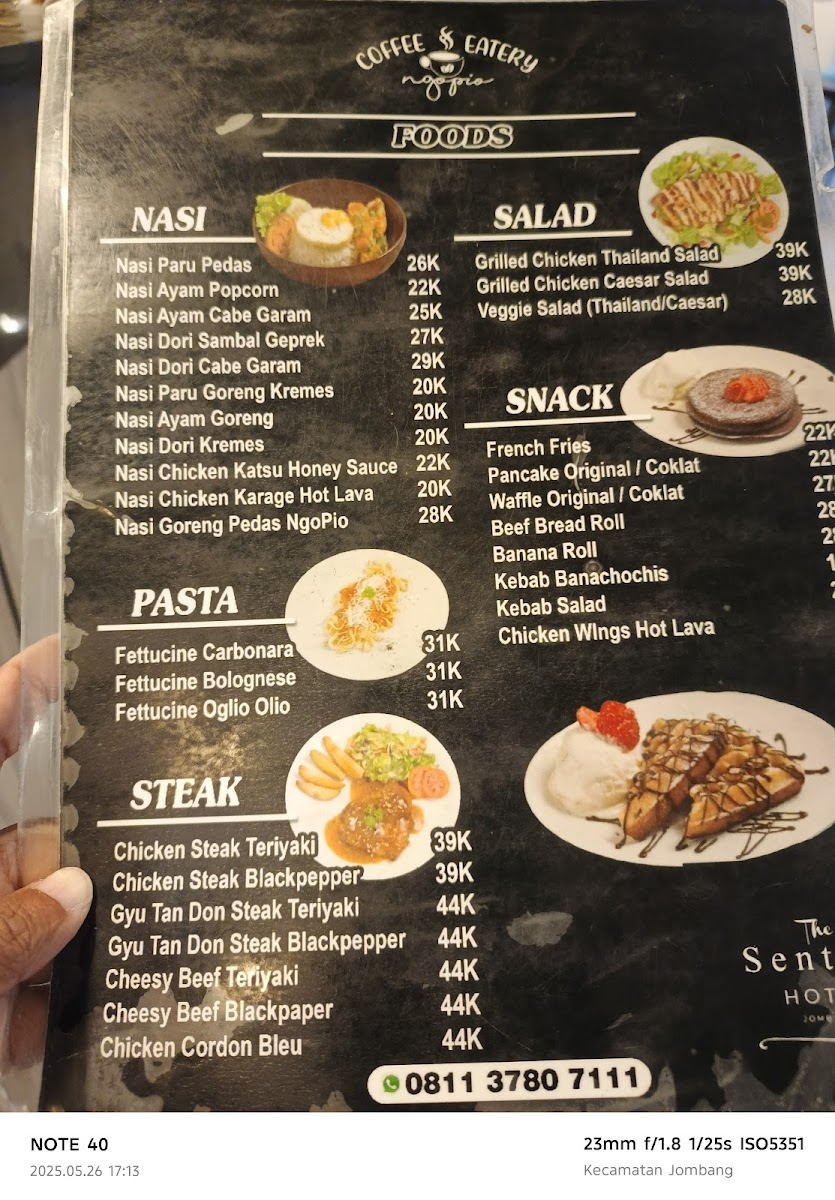 COFFEE & EATERY
ngopio
FOODS
NASI
Nasi Paru Pedas 26K
Nasi Ayam Popcorn 22K
Nasi Ayam Cabe Garam 25K
Nasi Dori Sambal Geprek 27K
Nasi Dori Cabe Garam 29K
Nasi Paru Goreng Kremes 20K
Nasi Ayam Goreng 20K
Nasi Dori Kremes 20K
Nasi Chicken Katsu Honey Sauce 22K
Nasi Chicken Karage Hot Lava 20K
Nasi Goreng Pedas NgoPio 28K
PASTA
Fettucine Carbonara 31K
Fettucine Bolognese 31K
Fettucine Oglio Olio 31K
STEAK
Chicken Steak Teriyaki 39K
Chicken Steak Blackpepper 39K
Gyu Tan Don Steak Teriyaki 44K
Gyu Tan Don Steak Blackpepper 44K
Cheesy Beef Teriyaki 44K
Cheesy Beef Blackpaper 44K
Chicken Cordon Bleu 44K
SALAD
Grilled Chicken Thailand Salad 39K
Grilled Chicken Caesar Salad 39K
Veggie Salad (Thailand/Caesar) 28K
SNACK
French Fries 22K
Pancake Original / Coklat 22K
Waffle Original / Coklat 27
Beef Bread Roll 28
Banana Roll
Kebab Banachochis
Kebab Salad
Chicken WIngs Hot Lava
The
Sent
HOT
JOMB
0811 3780 7111
NOTE 40
2025.05.26 17:13
23mm f/1.8 1/25s ISO5351
Kecamatan Jombang